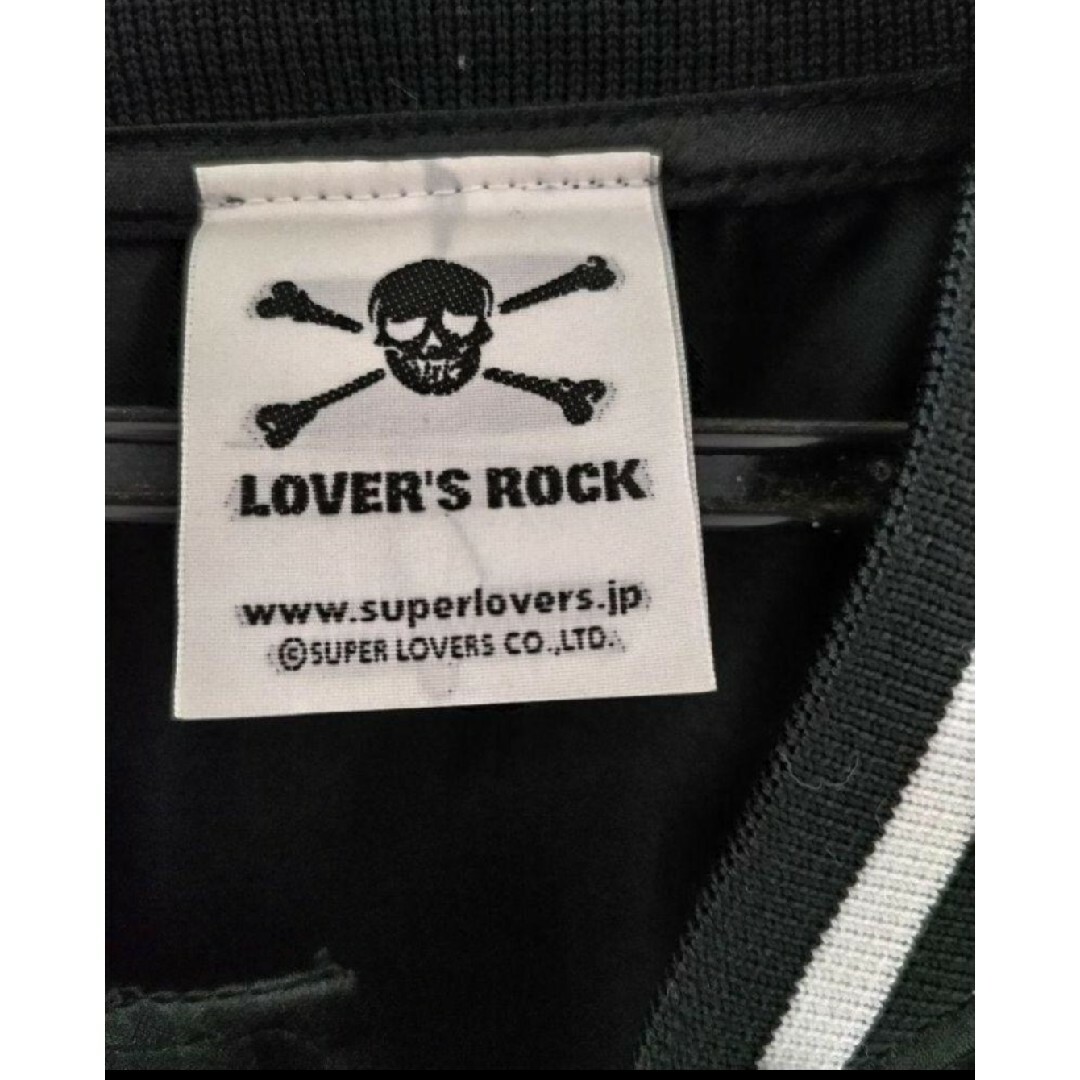 LOVER'S ROCK
www.superlovers.jp
©SUPER LOVERS CO.,LTD.